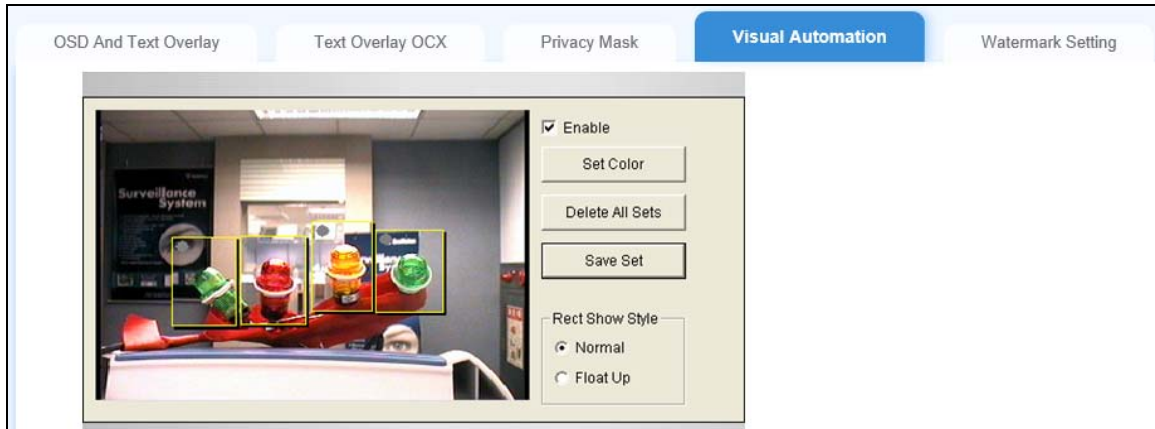 OSD And Text Overlay
Text Overlay OCX
Privacy Mask
Visual Automation
Watermark Setting
Surveillance
System
Enable
Set Color
Delete All Sets
Save Set
Rect Show Style
Normal
Float Up